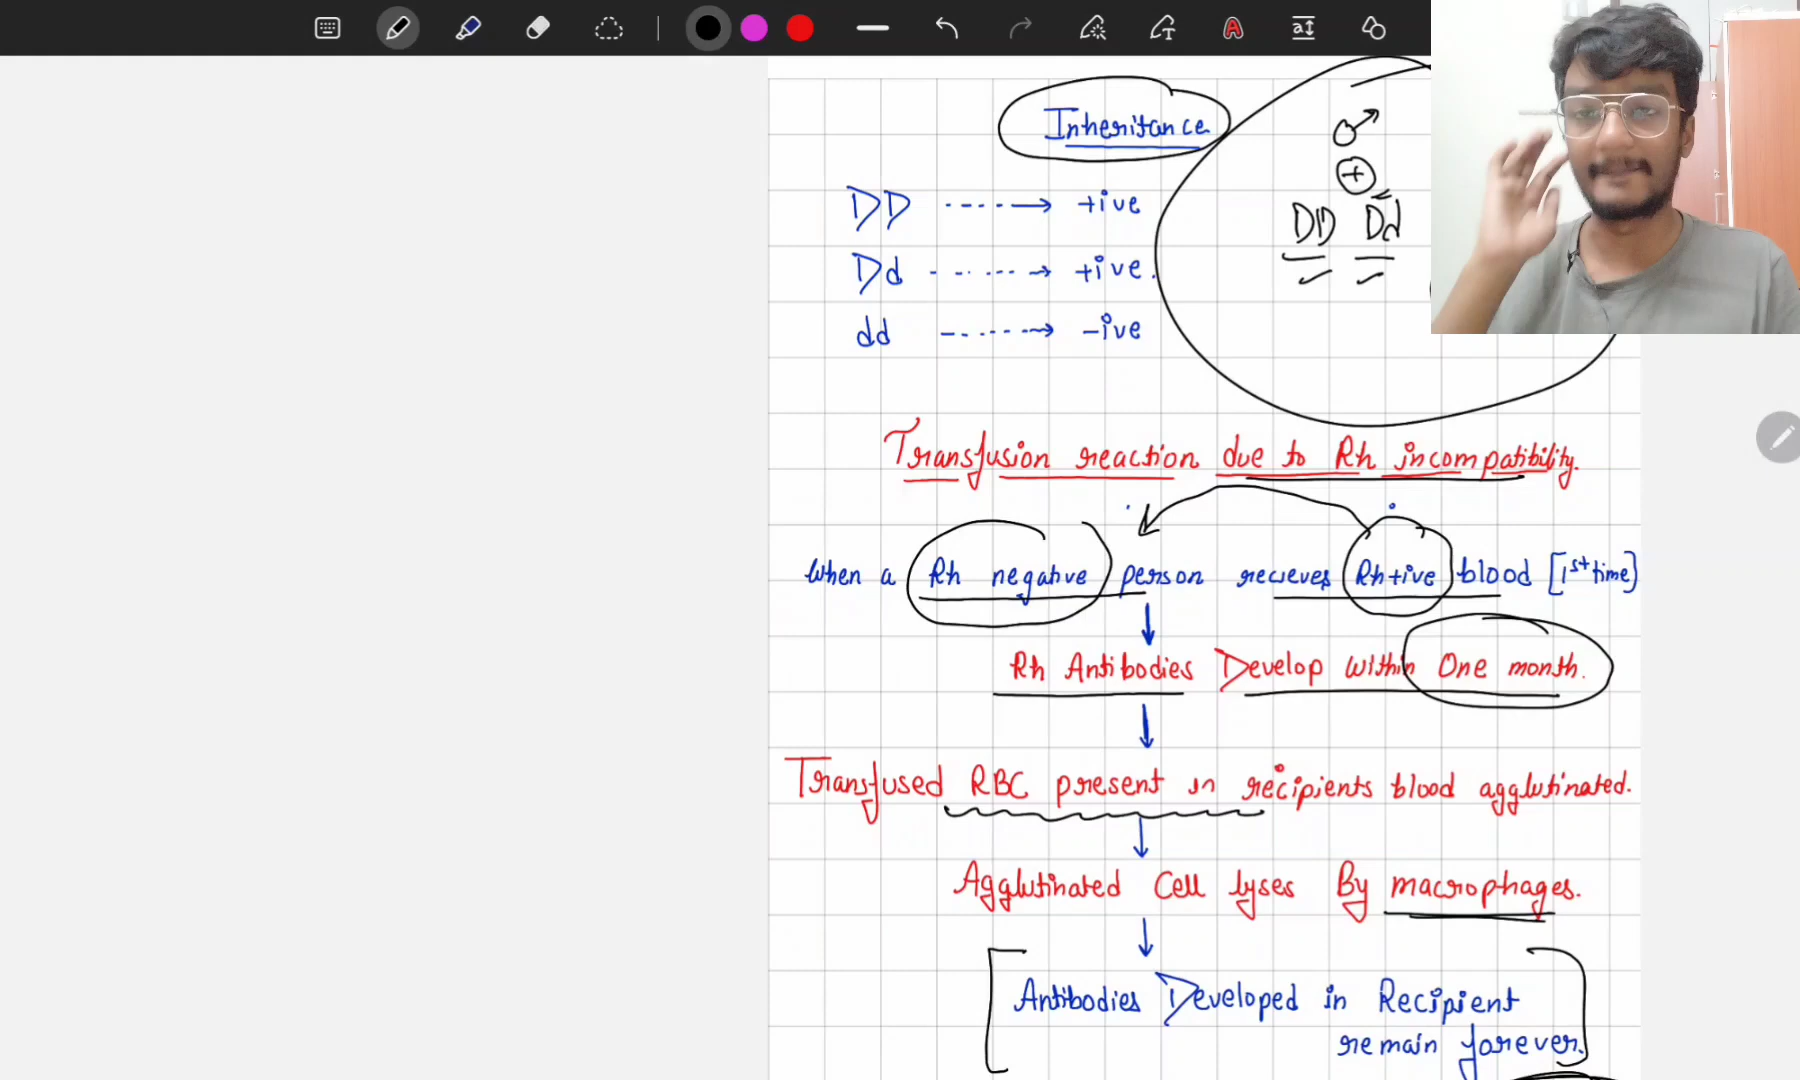 Inheritance
DD -----> +ive
Dd -----> +ive.
dd -----> -ive
DD Dd
Transfusion reaction due to Rh incompatibility.
When a Rh negative person recieves Rh+ive blood [1st time]
Rh Antibodies Develop within One month.
Transfused RBC present in recipients blood agglutinated.
Agglutinated Cell lyses By macrophages.
Antibodies Developed in Recipient
remain forever.